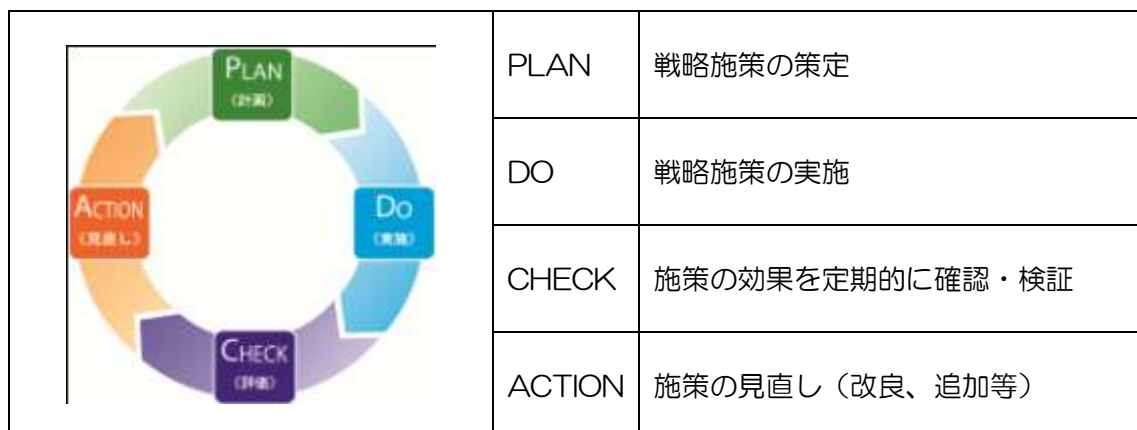 PLAN
(計画)
DO
(実施)
CHECK
(評価)
ACTION
(見直し)
PLAN 戦略施策の策定
DO 戦略施策の実施
CHECK 施策の効果を定期的に確認・検証
ACTION 施策の見直し（改良、追加等）